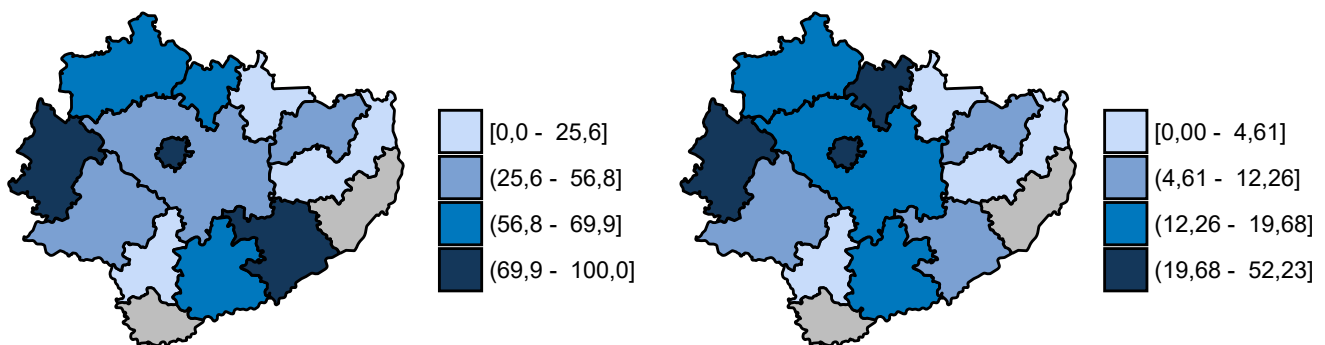 [0,0 - 25,6]
(25,6 - 56,8]
(56,8 - 69,9]
(69,9 - 100,0]
[0,00 - 4,61]
(4,61 - 12,26]
(12,26 - 19,68]
(19,68 - 52,23]